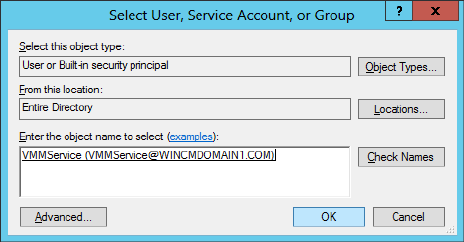 Select User, Service Account, or Group
? x
Select this object type:
User or Built-in security principal
Object Types...
From this location:
Entire Directory
Locations...
Enter the object name to select (examples):
VMMService (VMMService@WINCMDOMAIN1.COM)
Check Names
Advanced...
OK
Cancel